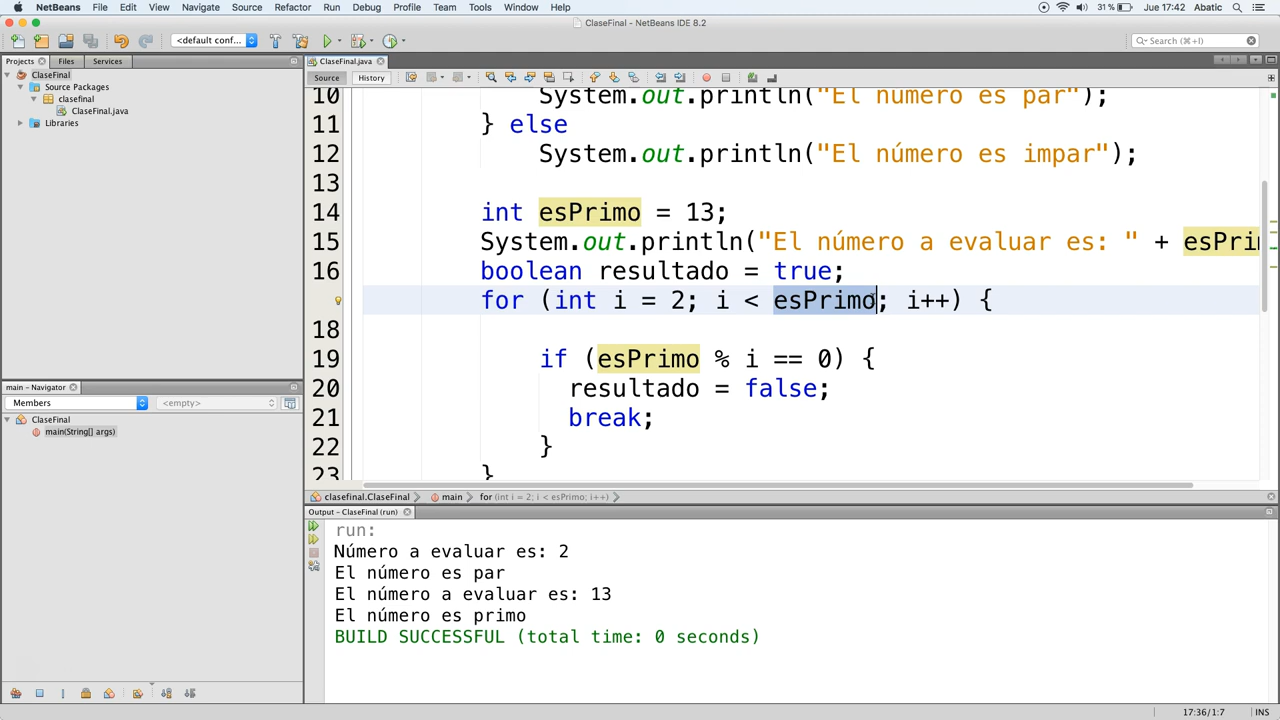 NetBeans File Edit View Navigate Source Refactor Run Debug Profile Team Tools Window Help 31 % Jue 17:42 Abatic
ClaseFinal - NetBeans IDE 8.2
<default conf... Search (⌘+I)
Projects Files Services
ClaseFinal.java
ClaseFinal
Source Packages
clasefinal
ClaseFinal.java
Libraries
Source History
10 System.out.println("El número es par");
11 } else
12 System.out.println("El número es impar");
13
14 int esPrimo = 13;
15 System.out.println("El número a evaluar es: " + esPri
16 boolean resultado = true;
for (int i = 2; i < esPrimo; i++) {
18
19 if (esPrimo % i == 0) {
20 resultado = false;
21 break;
22 }
23 }
main - Navigator
Members <empty>
ClaseFinal
main(String[] args)
clasefinal.ClaseFinal main for (int i = 2; i < esPrimo; i++)
Output - ClaseFinal (run)
run:
Número a evaluar es: 2
El número es par
El número a evaluar es: 13
El número es primo
BUILD SUCCESSFUL (total time: 0 seconds)
17:36/1:7 INS